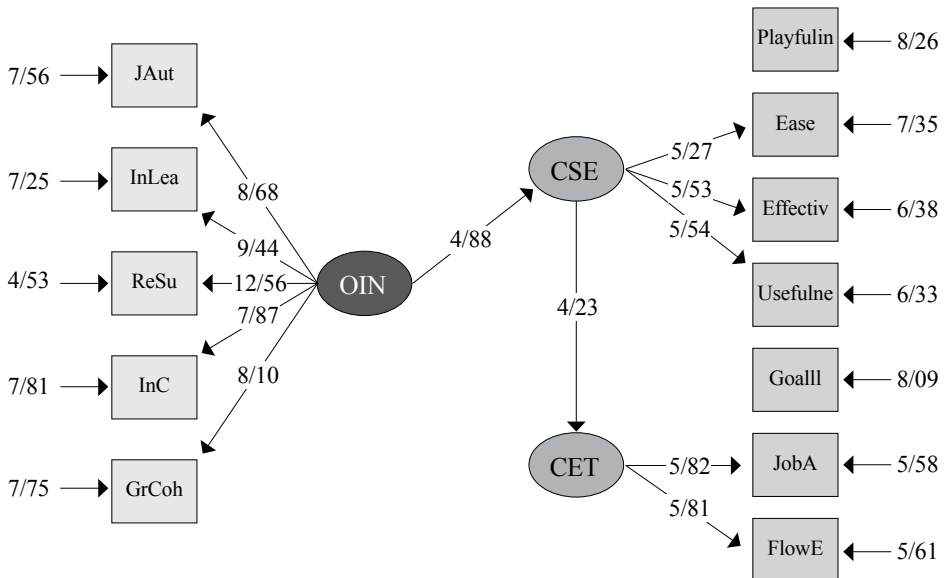 Playfulin
8/26
7/56
JAut
Ease
7/35
5/27
7/25
InLea
8/68
CSE
5/53
Effectiv
6/38
5/54
9/44
4/88
4/53
ReSu
12/56
OIN
Usefulne
6/33
7/87
4/23
7/81
InC
8/10
Goalll
8/09
7/75
GrCoh
CET
5/82
JobA
5/58
5/81
FlowE
5/61